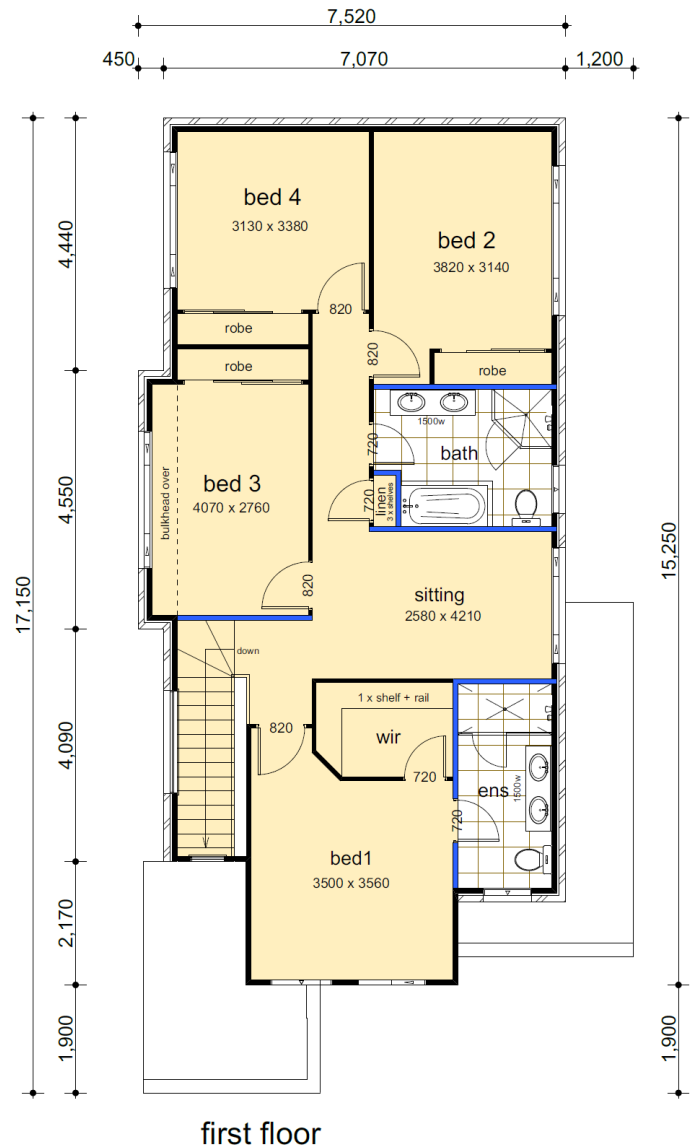 7,520
450
7,070
1,200
4,440
4,550
17,150
4,090
2,170
1,900
15,250
1,900
bed 4
3130 x 3380
bed 2
3820 x 3140
820
robe
820
robe
robe
1500w
720
bath
bed 3
4070 x 2760
bulkhead over
720
linen
3 x shelves
820
sitting
2580 x 4210
down
1 x shelf + rail
820
wir
720
ens
1500w
720
bed1
3500 x 3560
first floor